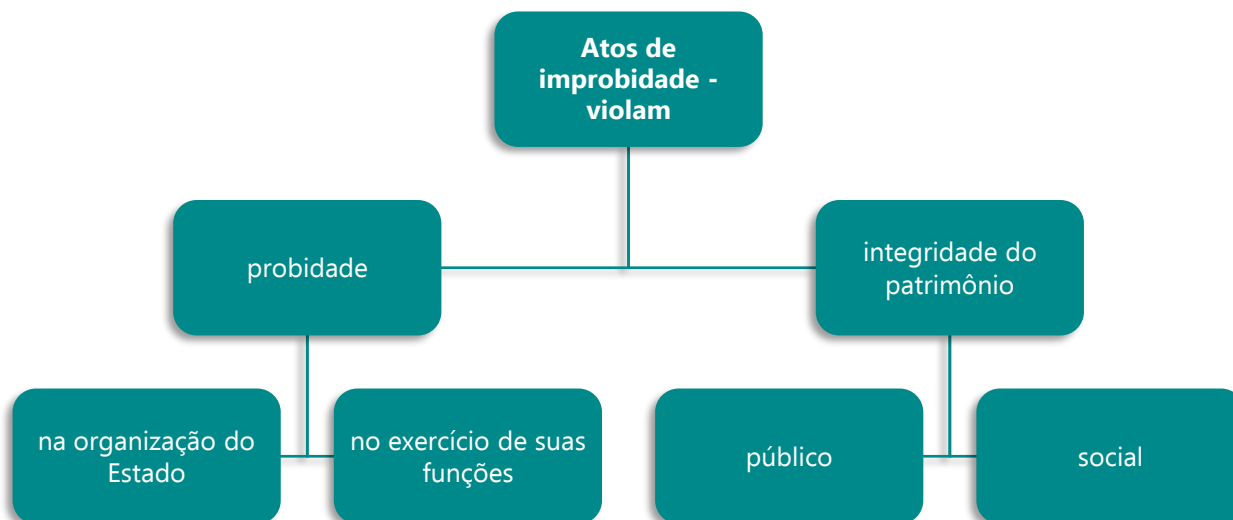 Atos de
improbidade -
violam
probidade
integridade do
patrimônio
na organização do
Estado
no exercício de suas
funções
público
social